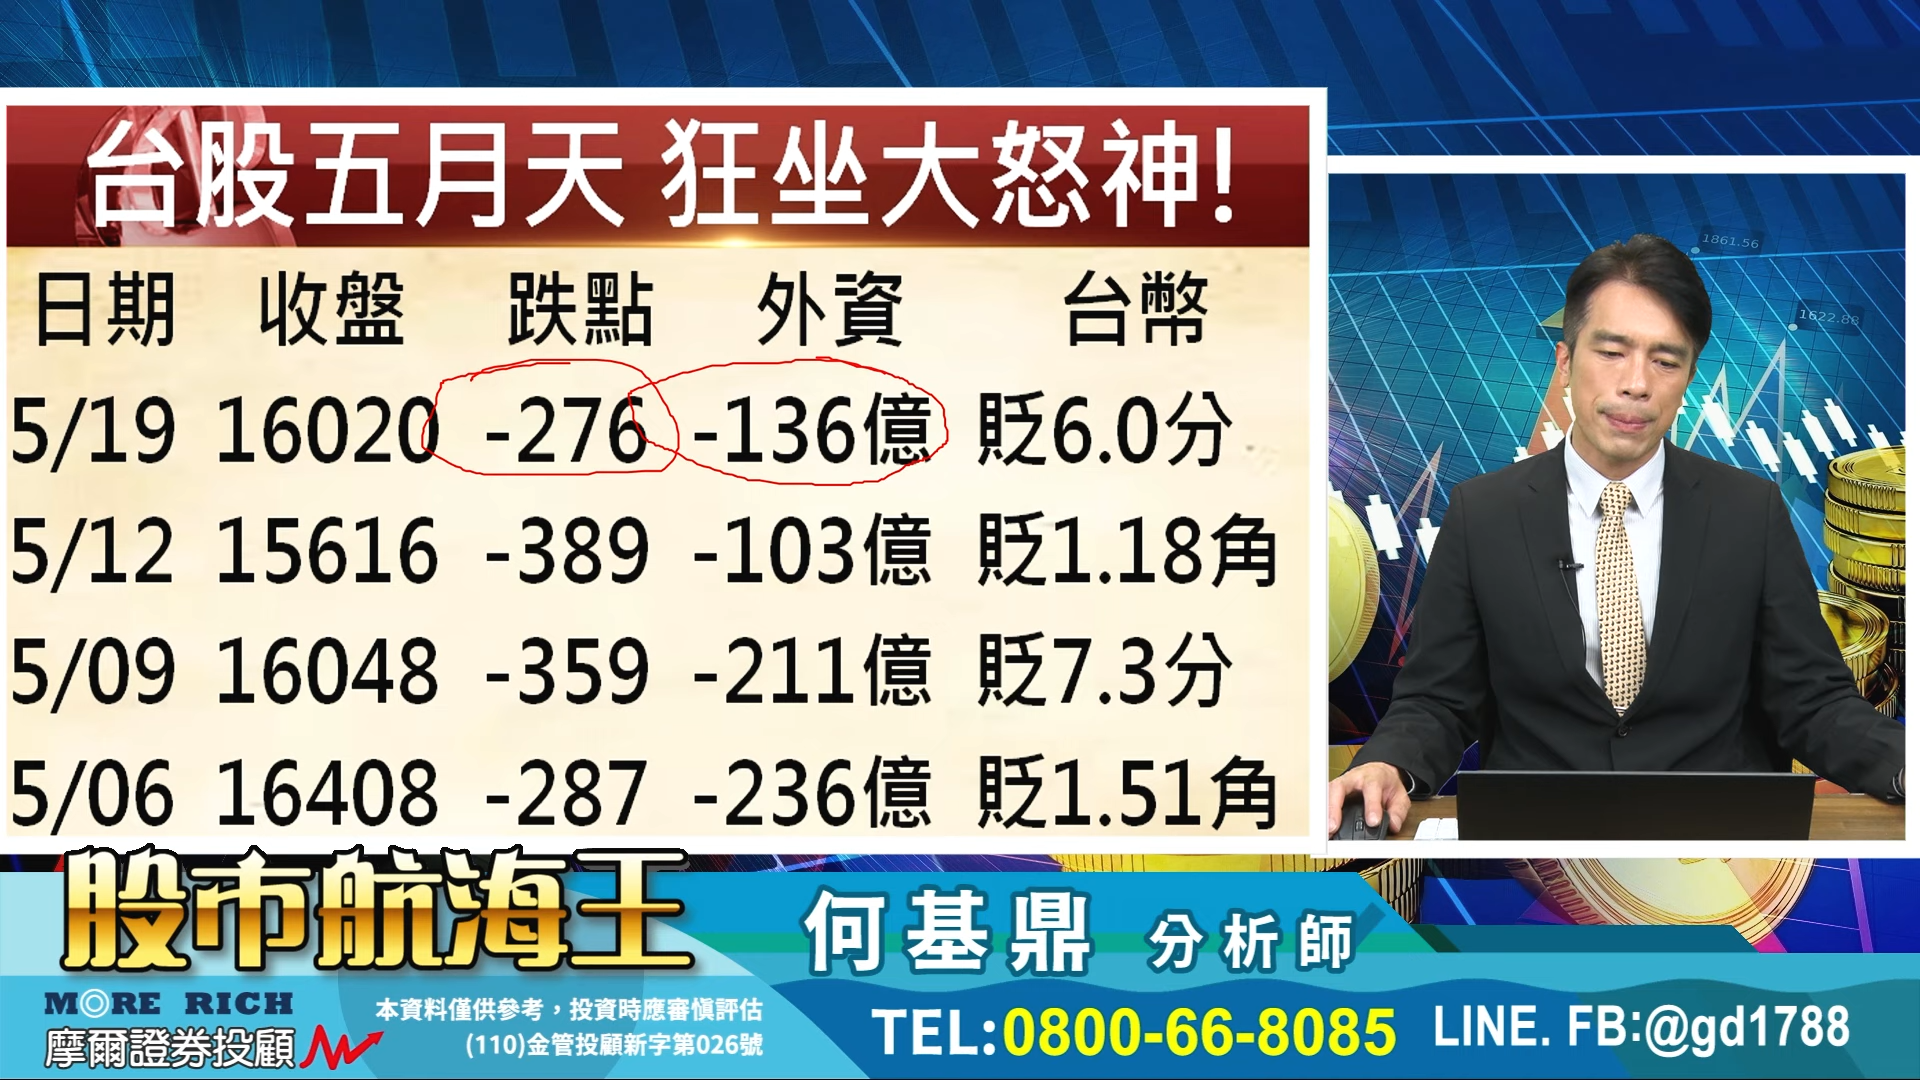 台股五月天 狂坐大怒神!
日期 收盤 跌點 外資 台幣
5/19 16020 -276 -136億 貶6.0分
5/12 15616 -389 -103億 貶1.18角
5/09 16048 -359 -211億 貶7.3分
5/06 16408 -287 -236億 貶1.51角
1861.56
1622.88
股市航海王
何基鼎 分析師
MORE RICH
摩爾證券投顧
本資料僅供參考，投資時應審慎評估
(110)金管投顧新字第026號
TEL:0800-66-8085
LINE. FB:@gd1788